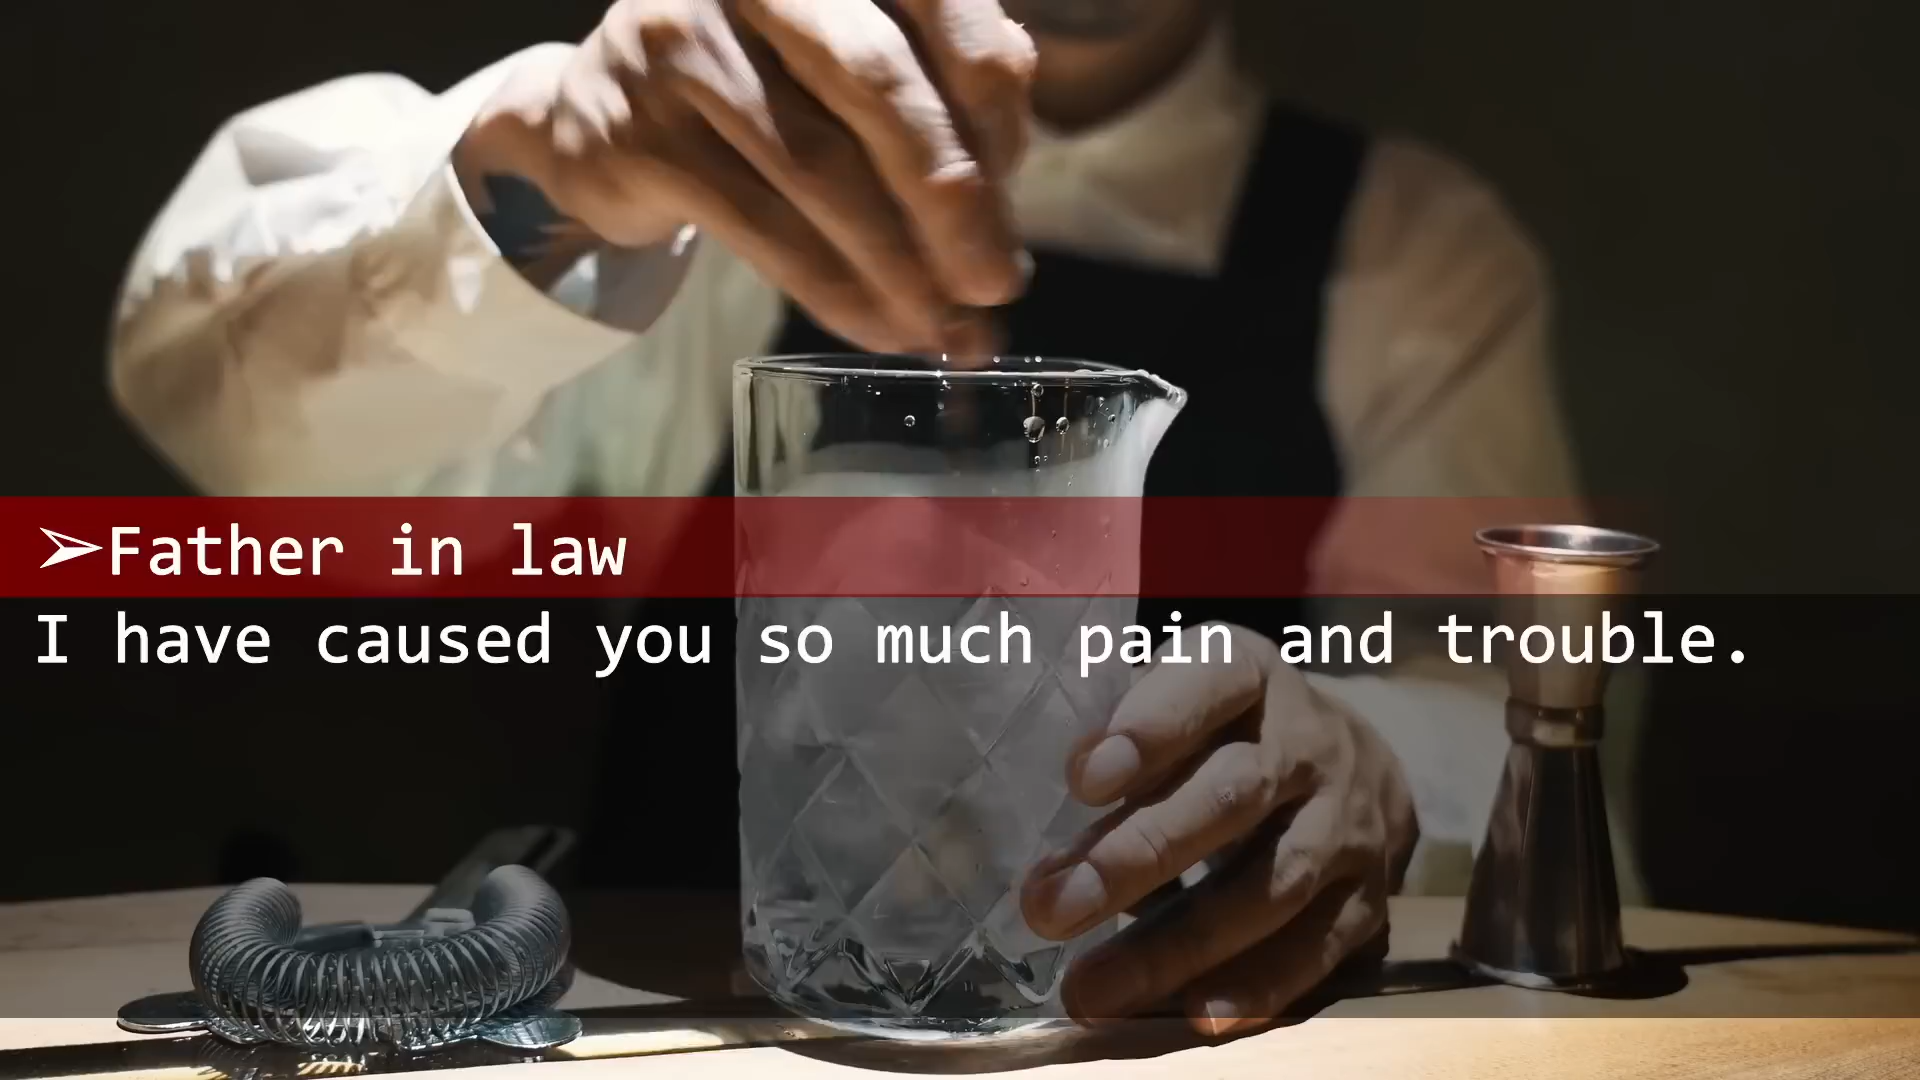 ➢Father in law
I have caused you so much pain and trouble.